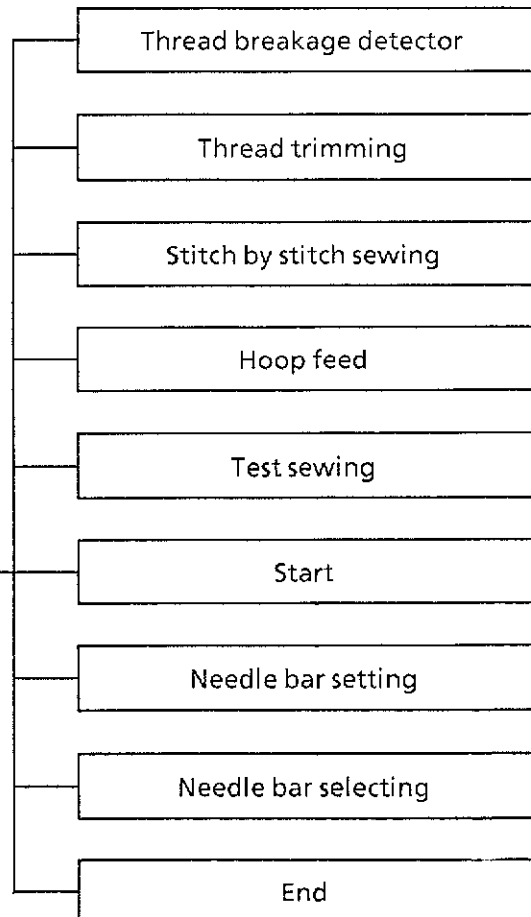 Thread breakage detector
Thread trimming
Stitch by stitch sewing
Hoop feed
Test sewing
Start
Needle bar setting
Needle bar selecting
End